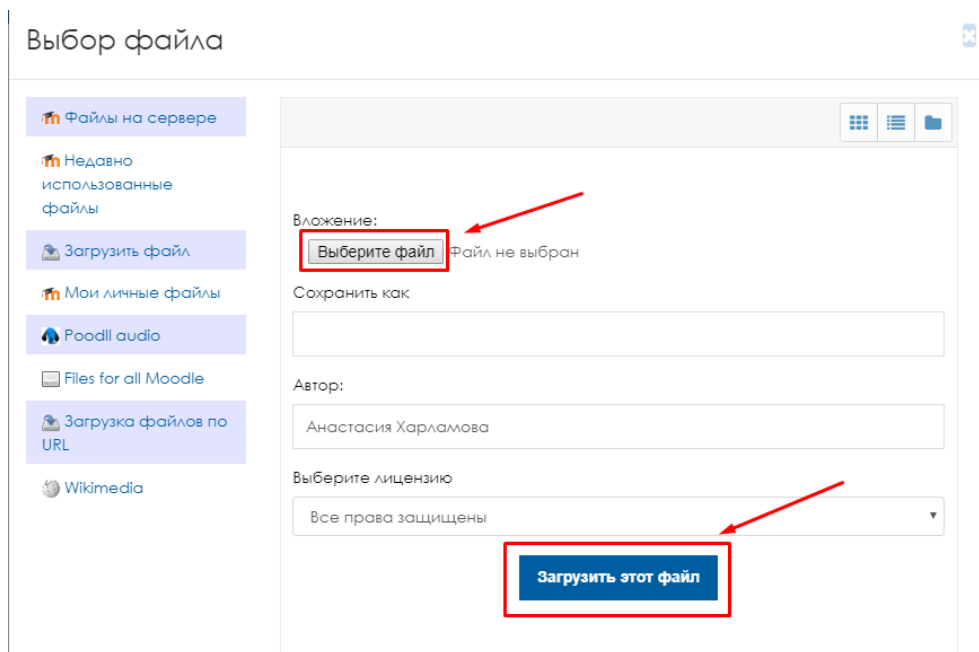 Выбор файла
Файлы на сервере
Недавно
использованные
файлы
Загрузить файл
Мои личные файлы
Poodll audio
Files for all Moodle
Загрузка файлов по
URL
Wikimedia
Вложение:
Выберите файл Файл не выбран
Сохранить как
Автор:
Анастасия Харламова
Выберите лицензию
Все права защищены
Загрузить этот файл